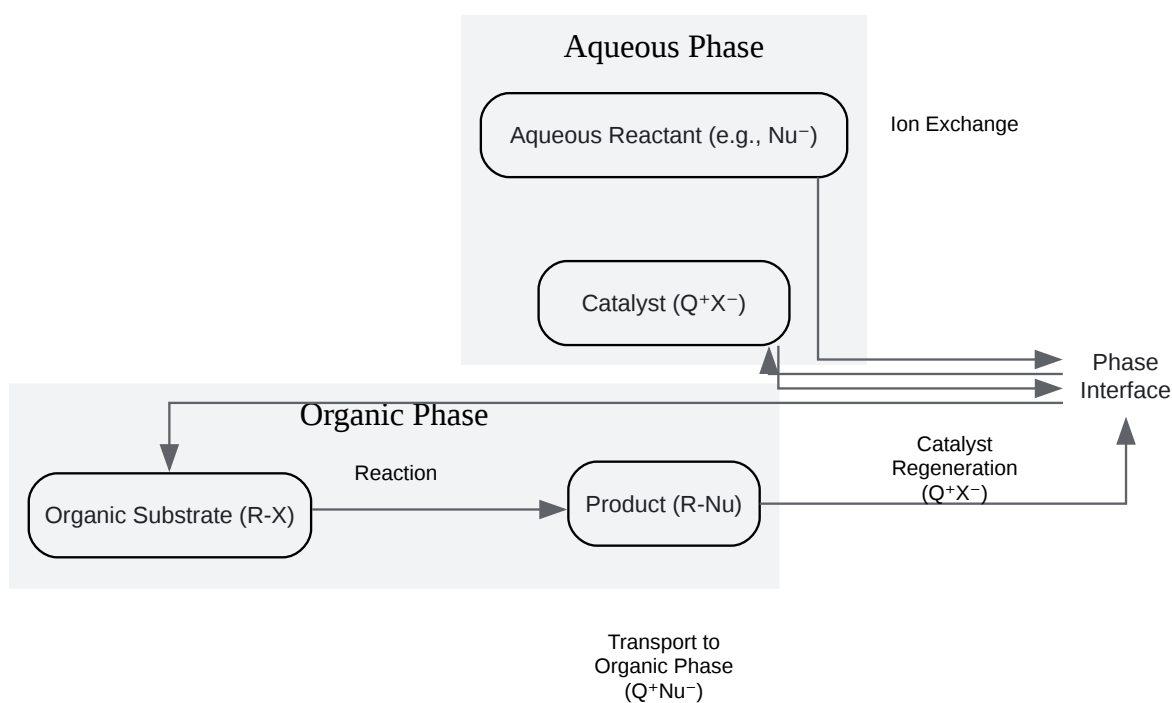 Aqueous Phase
Aqueous Reactant (e.g., Nu⁻)
Ion Exchange
Catalyst (Q⁺X⁻)
Phase
Interface
Organic Phase
Catalyst
Regeneration
(Q⁺X⁻)
Reaction
Organic Substrate (R-X)
Product (R-Nu)
Transport to
Organic Phase
(Q⁺Nu⁻)